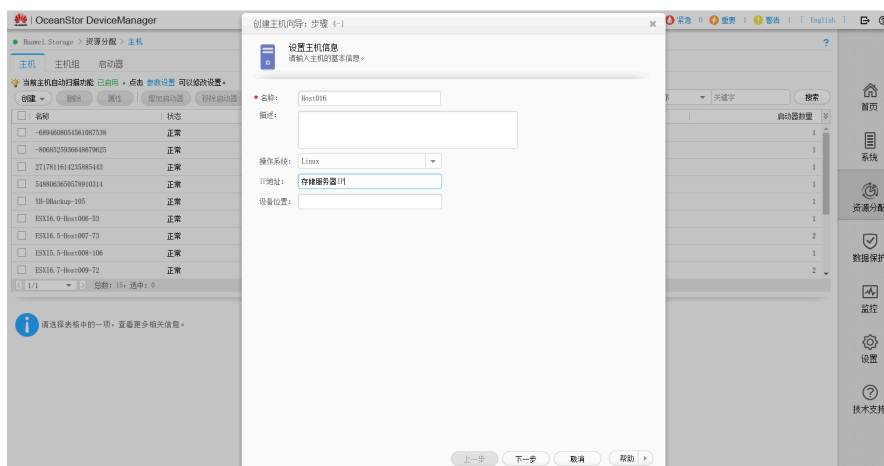 HUAWEI
OceanStor DeviceManager
紧急 0 重要 1 警告 1 [ English ]
Huawei.Storage > 资源分配 > 主机
?
主机 主机组 启动器
当前主机自动扫描功能 已启用 , 点击 参数设置 可以修改设置。
创建 删除 属性 增加启动器 移除启动器
关键字 搜索
名称 状态 启动器数量
-6894608054561087538 正常 1
-8068525936648679625 正常 1
2717811614235885443 正常 1
5488063650578910314 正常 1
YB-DBackup-105 正常 1
ESXI6.0-Host006-53 正常 1
ESXI6.5-Host007-73 正常 2
ESXI5.5-Host008-106 正常 1
ESXI6.7-Host009-72 正常 2
1/1 总数: 15, 选中: 0
请选择表格中的一项, 查看更多相关信息。
创建主机向导: 步骤 4-1
设置主机信息
请输入主机的基本信息。
* 名称: Host016
描述:
操作系统: Linux
IP地址: 存储服务器IP
设备位置:
上一步 下一步 取消 帮助
首页
系统
资源分配
数据保护
监控
设置
技术支持